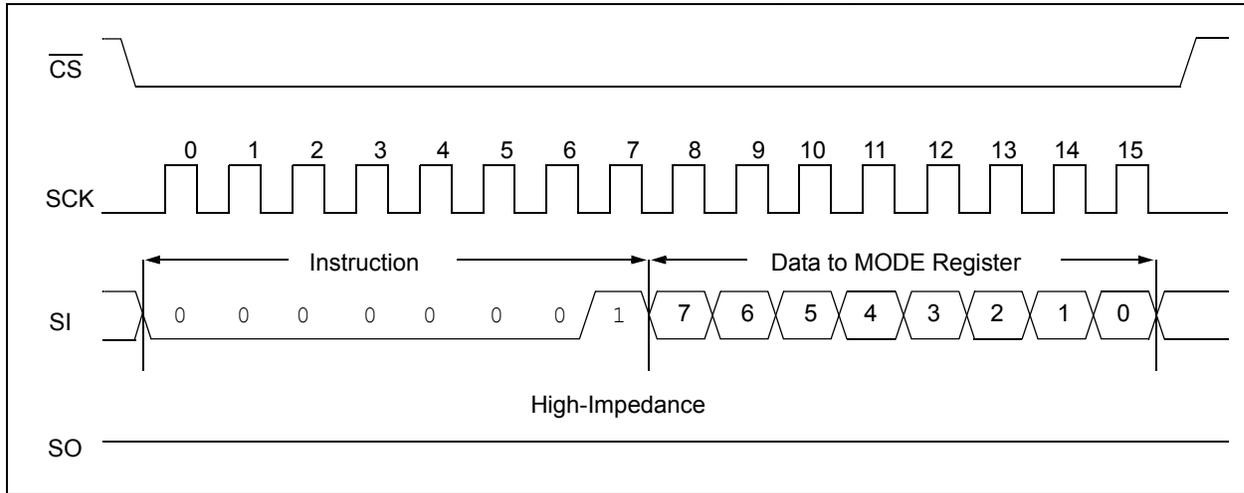 CS
0 1 2 3 4 5 6 7 8 9 10 11 12 13 14 15
SCK
Instruction Data to MODE Register
SI 0 0 0 0 0 0 0 1 7 6 5 4 3 2 1 0
High-Impedance
SO